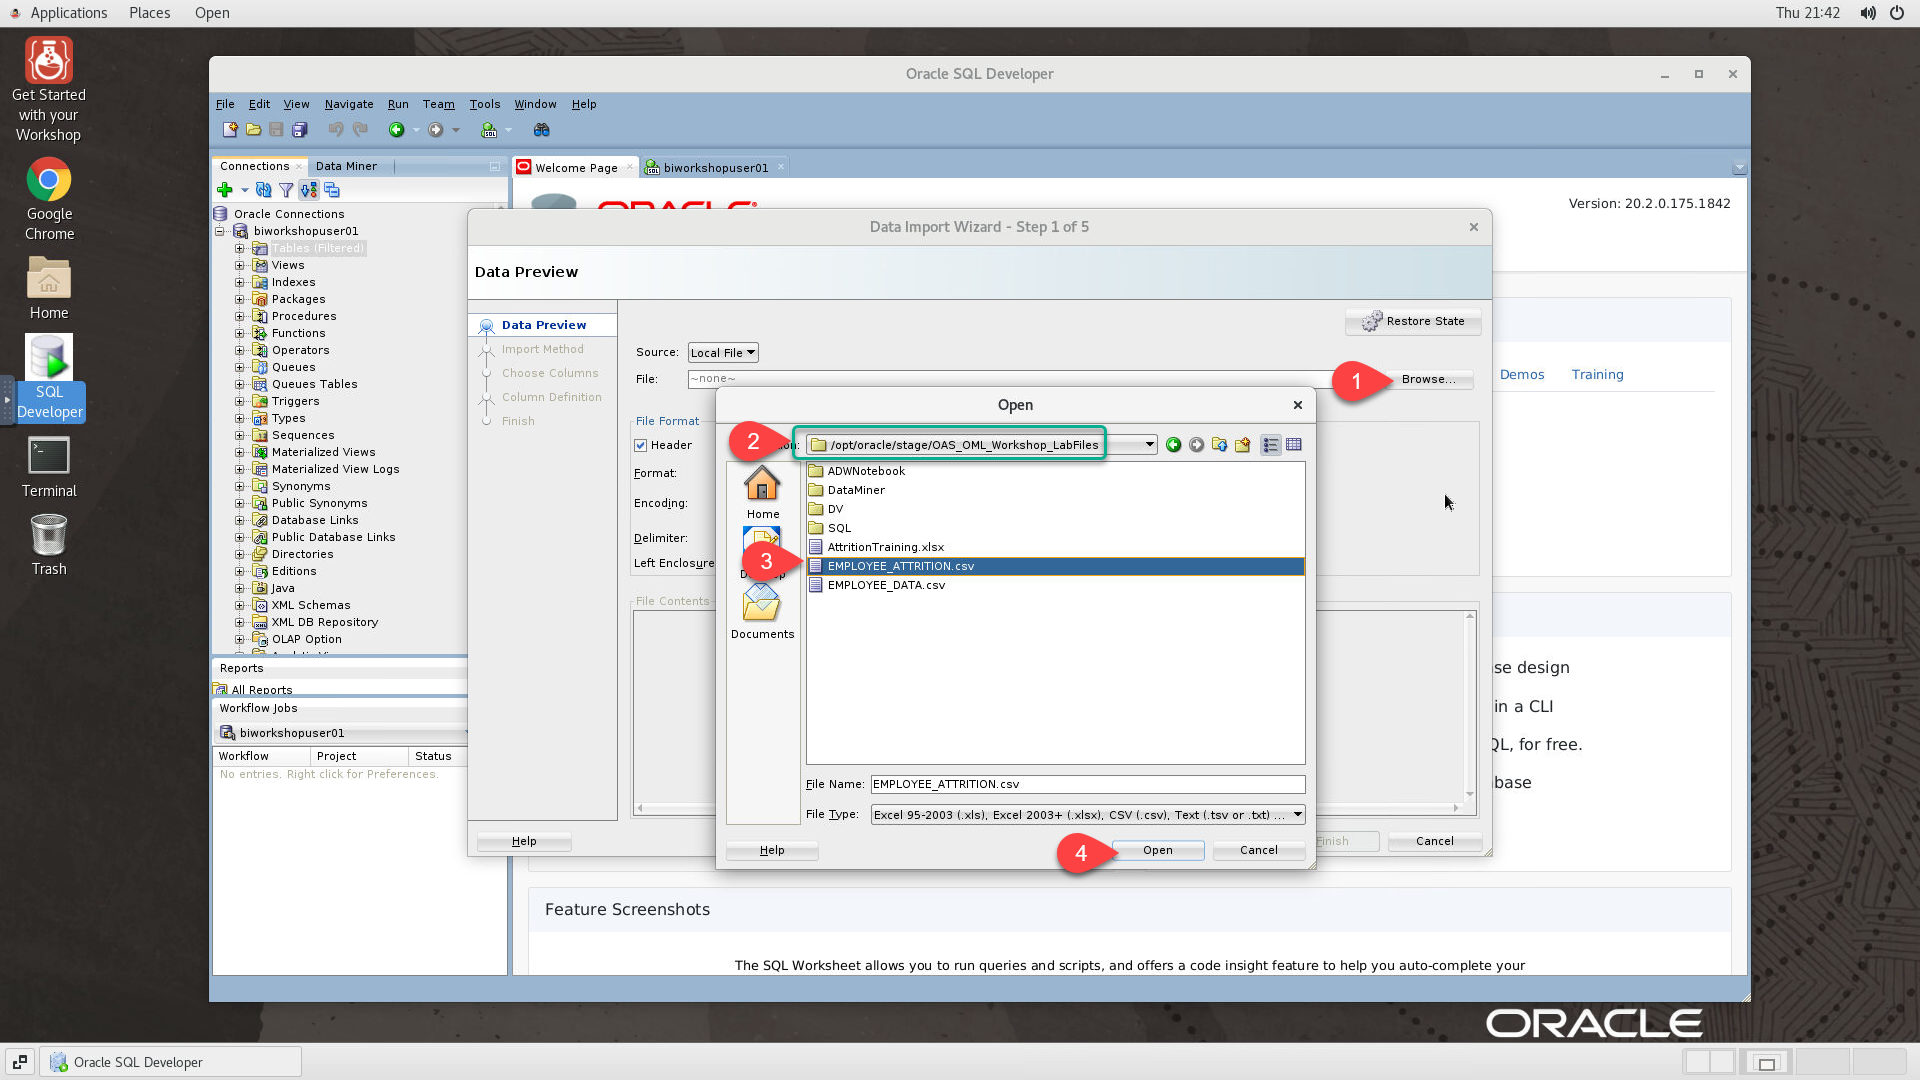 Applications Places Open Thu 21:42
Get Started
with your
Workshop
Google
Chrome
Home
SQL
Developer
Terminal
Trash
Oracle SQL Developer
File Edit View Navigate Run Team Tools Window Help
Connections Data Miner
Welcome Page biworkshopuser01
Oracle Connections
biworkshopuser01
Tables (Filtered)
Views
Indexes
Packages
Procedures
Functions
Operators
Queues
Queues Tables
Triggers
Types
Sequences
Materialized Views
Materialized View Logs
Synonyms
Public Synonyms
Database Links
Public Database Links
Directories
Editions
Java
XML Schemas
XML DB Repository
OLAP Option
Reports
All Reports
Workflow Jobs
biworkshopuser01
Workflow Project Status
No entries. Right click for Preferences.
ORACLE
Version: 20.2.0.175.1842
Demos Training
se design
in a CLI
QL, for free.
base
Data Import Wizard - Step 1 of 5
Data Preview
Data Preview
Import Method
Choose Columns
Column Definition
Finish
Restore State
Source: Local File
File: ~none~ 1 Browse...
File Format
Header
Format:
Encoding:
Delimiter:
Left Enclosure
File Contents
Help Finish Cancel
Open
2 /opt/oracle/stage/OAS_OML_Workshop_LabFiles
Home
Documents
ADWNotebook
DataMiner
DV
SQL
AttritionTraining.xlsx
3 EMPLOYEE_ATTRITION.csv
EMPLOYEE_DATA.csv
File Name: EMPLOYEE_ATTRITION.csv
File Type: Excel 95-2003 (.xls), Excel 2003+ (.xlsx), CSV (.csv), Text (.tsv or .txt) ...
Help 4 Open Cancel
Feature Screenshots
The SQL Worksheet allows you to run queries and scripts, and offers a code insight feature to help you auto-complete your
ORACLE
Oracle SQL Developer